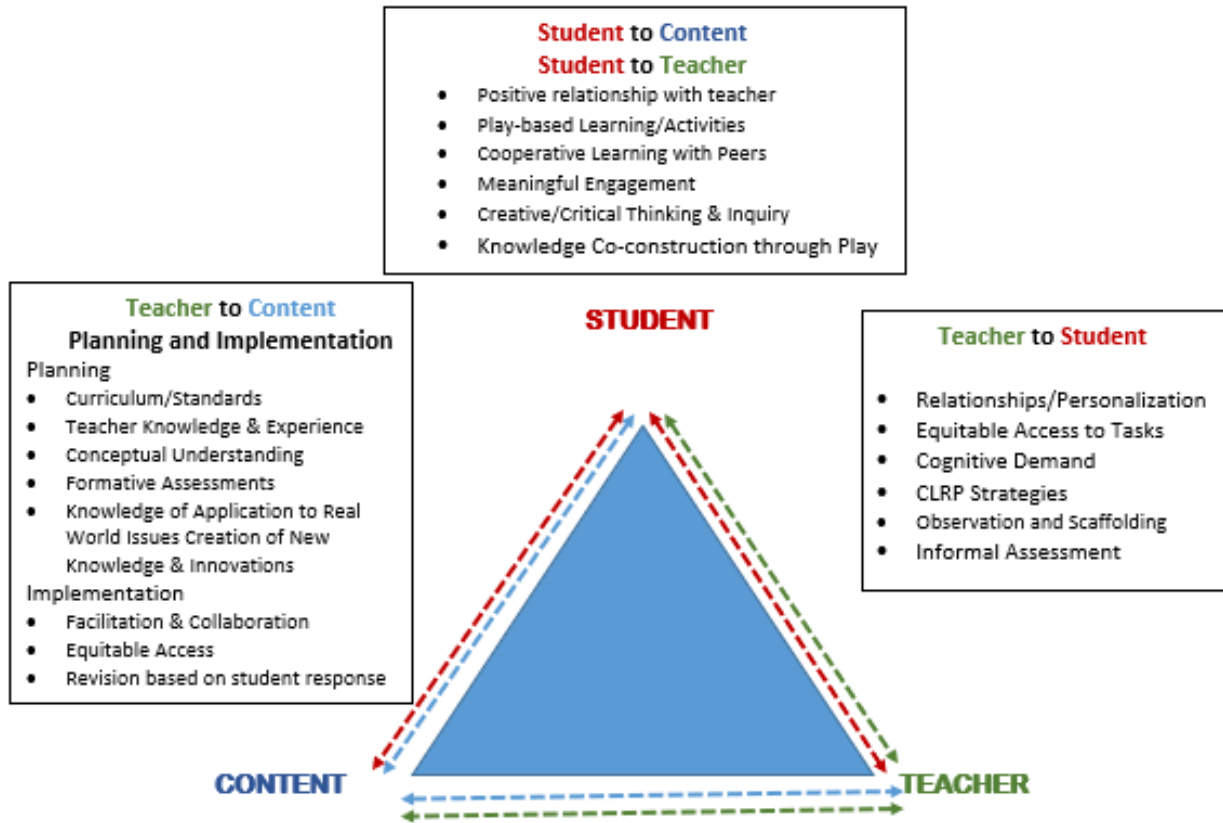 Student to Content
Student to Teacher
• Positive relationship with teacher
• Play-based Learning/Activities
• Cooperative Learning with Peers
• Meaningful Engagement
• Creative/Critical Thinking & Inquiry
• Knowledge Co-construction through Play
Teacher to Content
Planning and Implementation
Planning
• Curriculum/Standards
• Teacher Knowledge & Experience
• Conceptual Understanding
• Formative Assessments
• Knowledge of Application to Real
World Issues Creation of New
Knowledge & Innovations
Implementation
• Facilitation & Collaboration
• Equitable Access
• Revision based on student response
STUDENT
Teacher to Student
• Relationships/Personalization
• Equitable Access to Tasks
• Cognitive Demand
• CLRP Strategies
• Observation and Scaffolding
• Informal Assessment
CONTENT
TEACHER